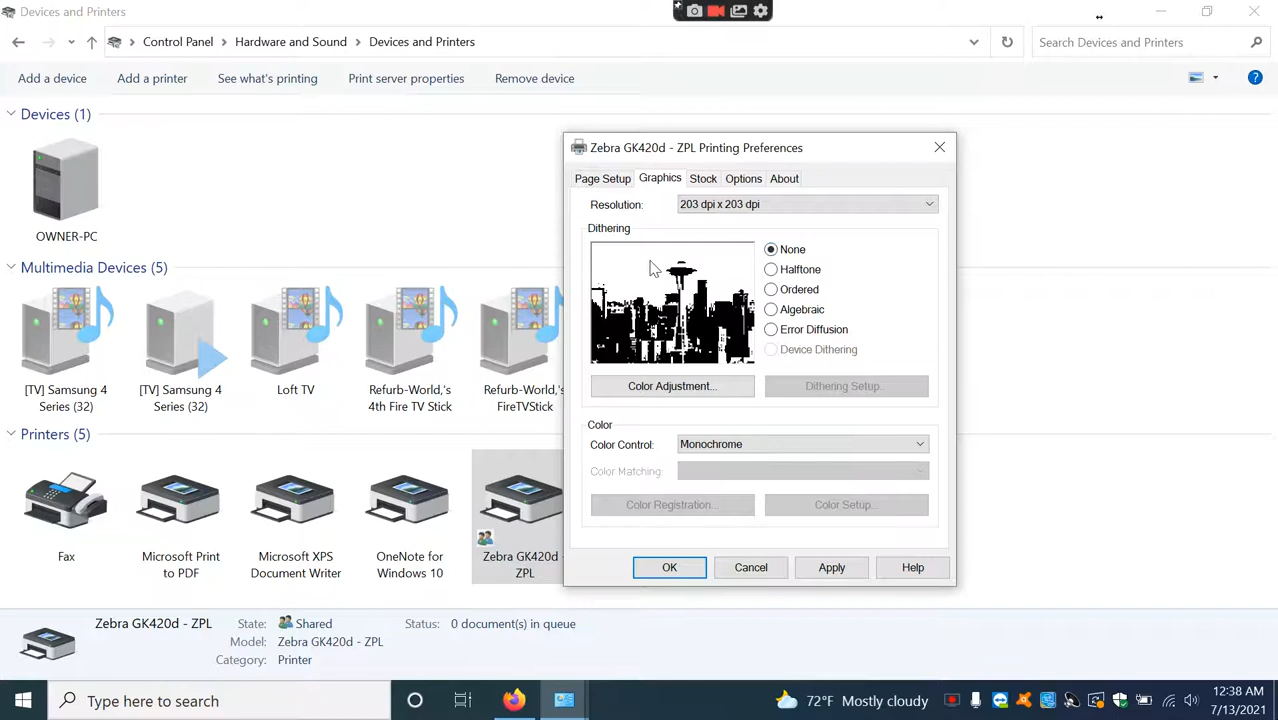 Devices and Printers
Control Panel > Hardware and Sound > Devices and Printers
Search Devices and Printers
Add a device Add a printer See what's printing Print server properties Remove device
Devices (1)
OWNER-PC
Multimedia Devices (5)
[TV] Samsung 4
Series (32)
[TV] Samsung 4
Series (32)
Loft TV
Refurb-World,'s
4th Fire TV Stick
Refurb-World,'s
FireTVStick
Printers (5)
Fax
Microsoft Print
to PDF
Microsoft XPS
Document Writer
OneNote for
Windows 10
Zebra GK420d -
ZPL
Zebra GK420d - ZPL Printing Preferences
Page Setup Graphics Stock Options About
Resolution: 203 dpi x 203 dpi
Dithering
None
Halftone
Ordered
Algebraic
Error Diffusion
Device Dithering
Color Adjustment... Dithering Setup...
Color
Color Control: Monochrome
Color Matching:
Color Registration... Color Setup...
OK Cancel Apply Help
Zebra GK420d - ZPL State: Shared Status: 0 document(s) in queue
Model: Zebra GK420d - ZPL
Category: Printer
Type here to search
72°F Mostly cloudy
12:38 AM
7/13/2021